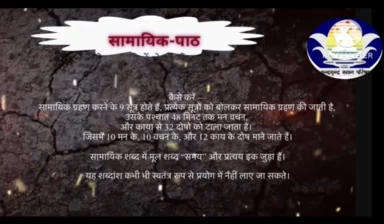 सामायिक-पाठ
कैसे करें
सामायिक ग्रहण करने के 9 सूत्र होते हैं, प्रत्येक सूत्रों को बोलकर सामायिक ग्रहण की जाती है,
उसके पश्चात 48 मिनट तक मन वचन,
और काया से 32 दोषों को टाला जाता है।
जिसमें 10 मन के, 10 वचन के, और 12 काय के दोष माने जाते हैं।
सामायिक शब्द में मूल शब्द "समय" और प्रत्यय इक जुड़ा हैं।
यह शब्दांश कभी भी स्वतंत्र रूप से प्रयोग में नहीं लाए जा सकते।